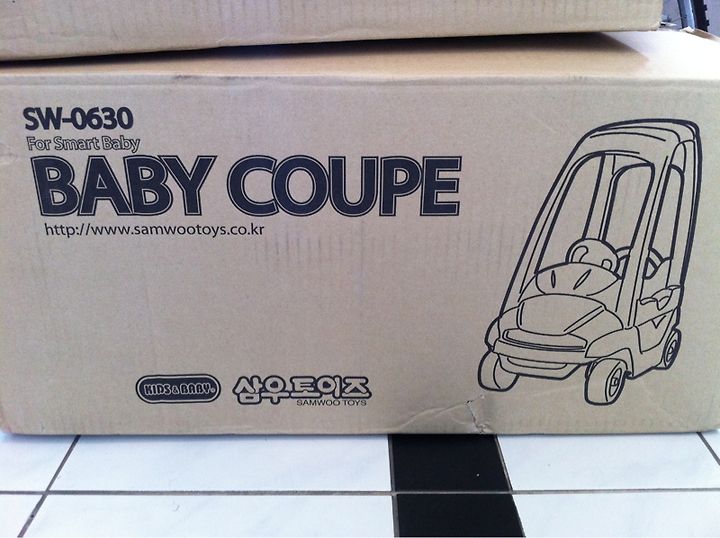 SW-0630
For Smart Baby
BABY COUPE
http://www.samwootoys.co.kr
KIDS & BABY
삼우토이즈
SAMWOO TOYS